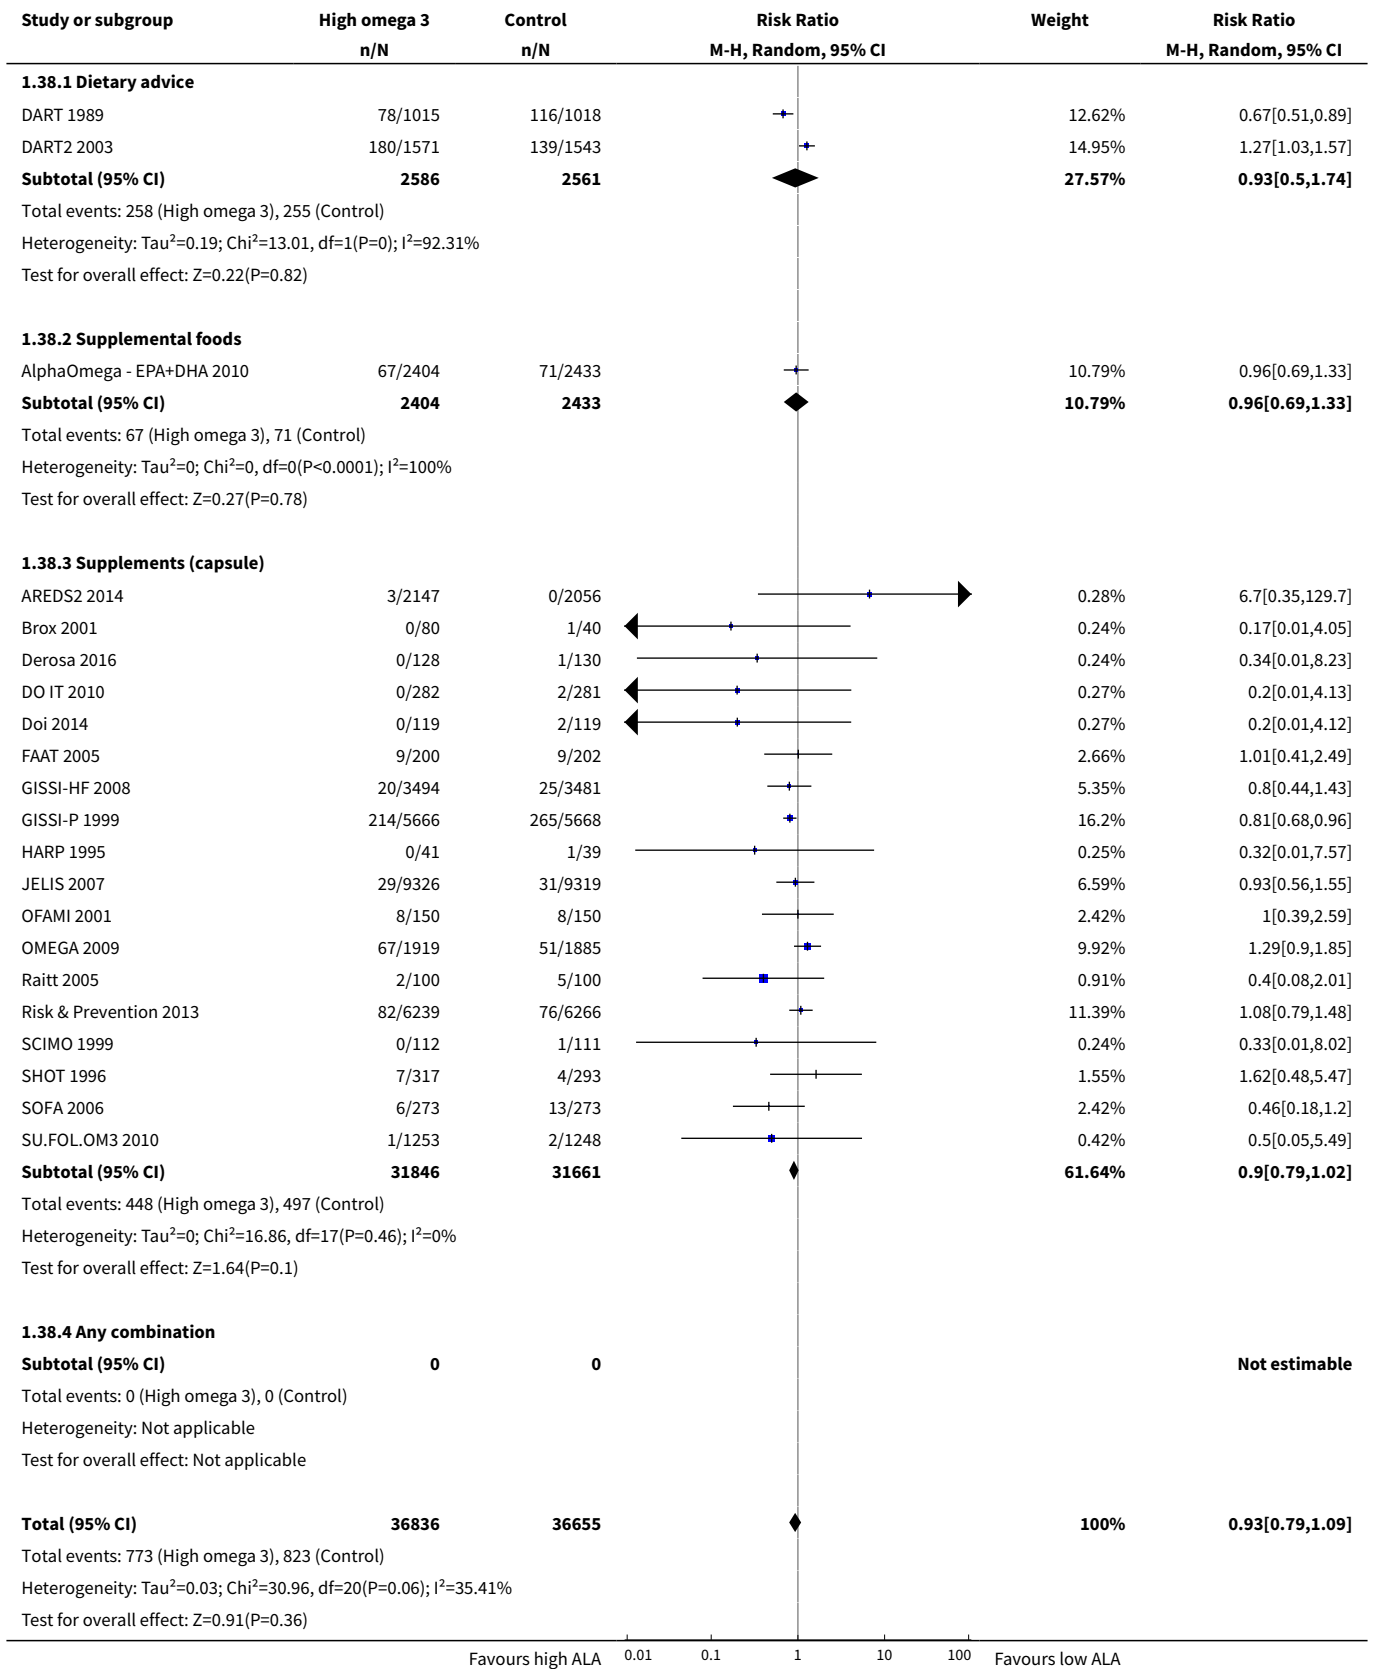 Study or subgroup High omega 3 Control Risk Ratio Weight Risk Ratio
n/N n/N M-H, Random, 95% CI M-H, Random, 95% CI
1.38.1 Dietary advice
DART 1989 78/1015 116/1018 12.62% 0.67[0.51,0.89]
DART2 2003 180/1571 139/1543 14.95% 1.27[1.03,1.57]
Subtotal (95% CI) 2586 2561 27.57% 0.93[0.5,1.74]
Total events: 258 (High omega 3), 255 (Control)
Heterogeneity: Tau²=0.19; Chi²=13.01, df=1(P=0); I²=92.31%
Test for overall effect: Z=0.22(P=0.82)
1.38.2 Supplemental foods
AlphaOmega - EPA+DHA 2010 67/2404 71/2433 10.79% 0.96[0.69,1.33]
Subtotal (95% CI) 2404 2433 10.79% 0.96[0.69,1.33]
Total events: 67 (High omega 3), 71 (Control)
Heterogeneity: Tau²=0; Chi²=0, df=0(P<0.0001); I²=100%
Test for overall effect: Z=0.27(P=0.78)
1.38.3 Supplements (capsule)
AREDS2 2014 3/2147 0/2056 0.28% 6.7[0.35,129.7]
Brox 2001 0/80 1/40 0.24% 0.17[0.01,4.05]
Derosa 2016 0/128 1/130 0.24% 0.34[0.01,8.23]
DO IT 2010 0/282 2/281 0.27% 0.2[0.01,4.13]
Doi 2014 0/119 2/119 0.27% 0.2[0.01,4.12]
FAAT 2005 9/200 9/202 2.66% 1.01[0.41,2.49]
GISSI-HF 2008 20/3494 25/3481 5.35% 0.8[0.44,1.43]
GISSI-P 1999 214/5666 265/5668 16.2% 0.81[0.68,0.96]
HARP 1995 0/41 1/39 0.25% 0.32[0.01,7.57]
JELIS 2007 29/9326 31/9319 6.59% 0.93[0.56,1.55]
OFAMI 2001 8/150 8/150 2.42% 1[0.39,2.59]
OMEGA 2009 67/1919 51/1885 9.92% 1.29[0.9,1.85]
Raitt 2005 2/100 5/100 0.91% 0.4[0.08,2.01]
Risk & Prevention 2013 82/6239 76/6266 11.39% 1.08[0.79,1.48]
SCIMO 1999 0/112 1/111 0.24% 0.33[0.01,8.02]
SHOT 1996 7/317 4/293 1.55% 1.62[0.48,5.47]
SOFA 2006 6/273 13/273 2.42% 0.46[0.18,1.2]
SU.FOL.OM3 2010 1/1253 2/1248 0.42% 0.5[0.05,5.49]
Subtotal (95% CI) 31846 31661 61.64% 0.9[0.79,1.02]
Total events: 448 (High omega 3), 497 (Control)
Heterogeneity: Tau²=0; Chi²=16.86, df=17(P=0.46); I²=0%
Test for overall effect: Z=1.64(P=0.1)
1.38.4 Any combination
Subtotal (95% CI) 0 0 Not estimable
Total events: 0 (High omega 3), 0 (Control)
Heterogeneity: Not applicable
Test for overall effect: Not applicable
Total (95% CI) 36836 36655 100% 0.93[0.79,1.09]
Total events: 773 (High omega 3), 823 (Control)
Heterogeneity: Tau²=0.03; Chi²=30.96, df=20(P=0.06); I²=35.41%
Test for overall effect: Z=0.91(P=0.36)
Favours high ALA 0.01 0.1 1 10 100 Favours low ALA